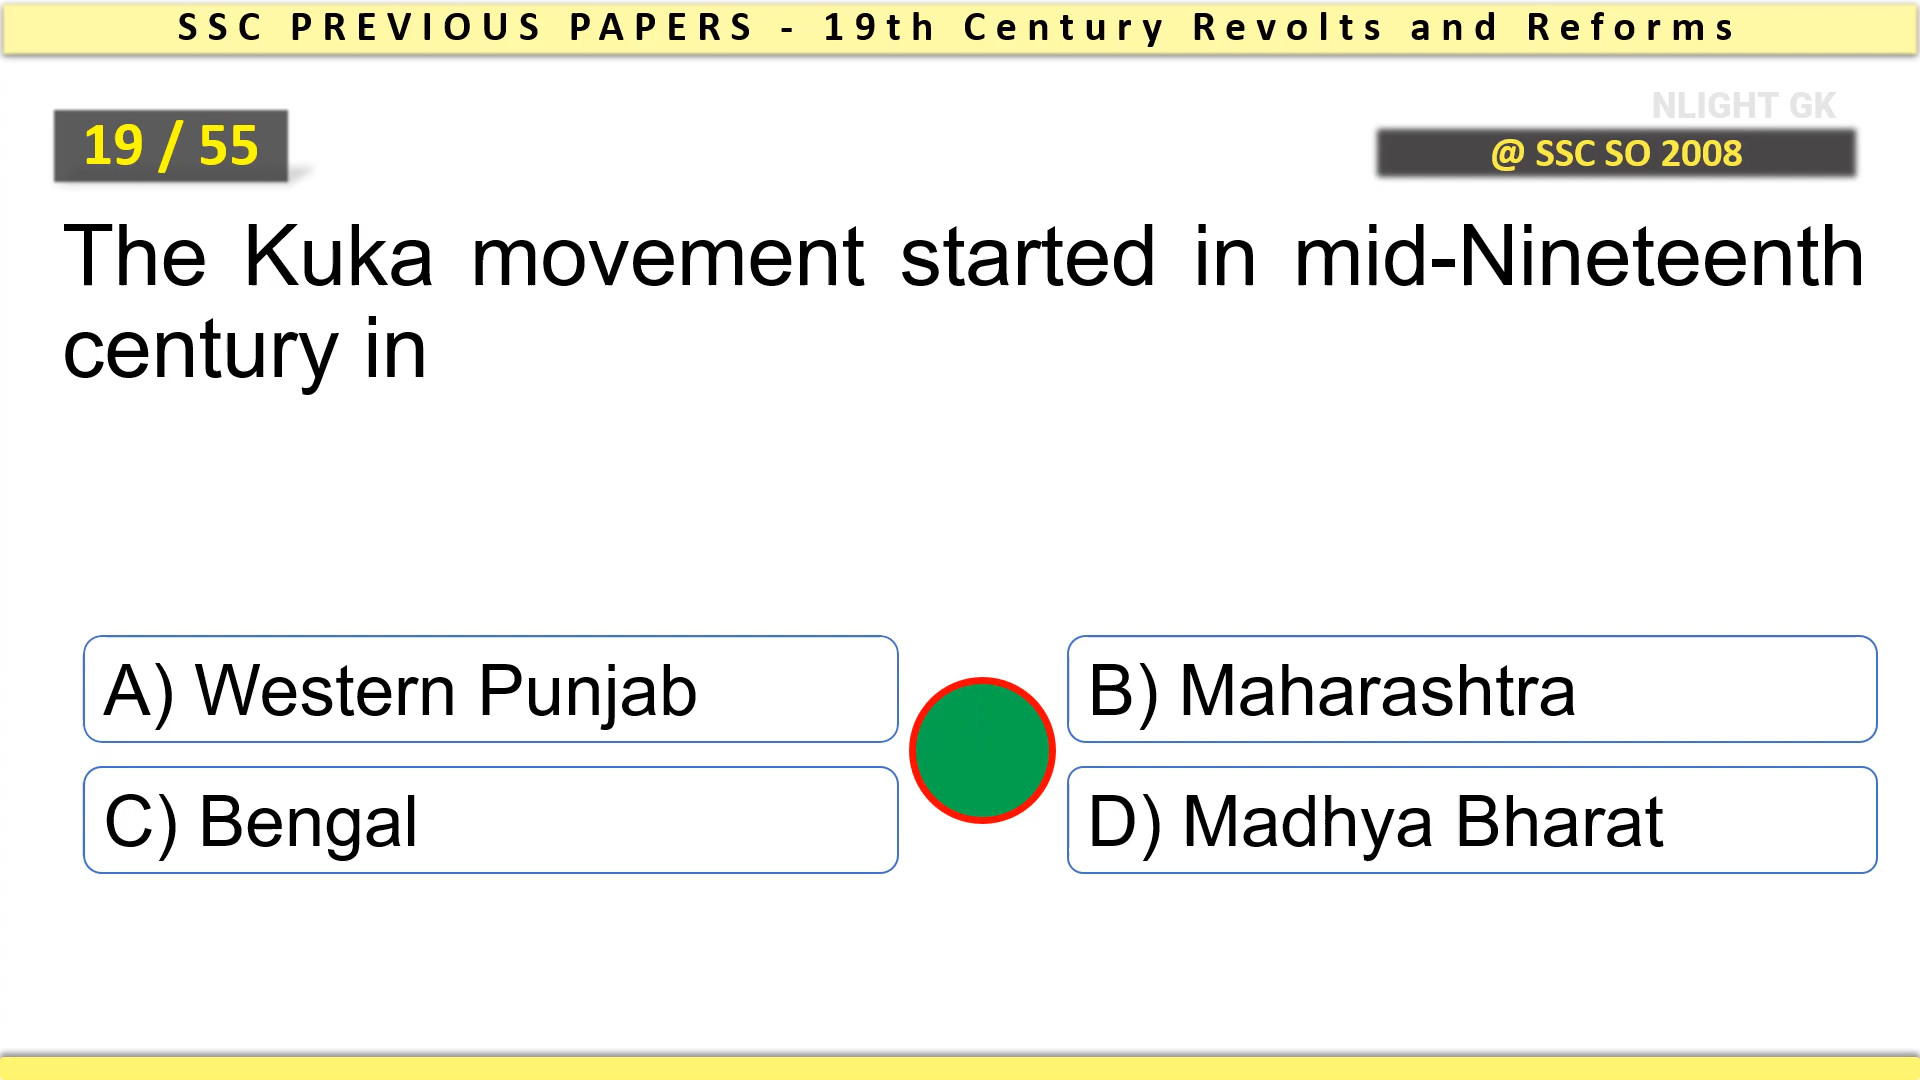 SSC PREVIOUS PAPERS - 19th Century Revolts and Reforms
NLIGHT GK
19 / 55
@ SSC SO 2008
The Kuka movement started in mid-Nineteenth
century in
A) Western Punjab
B) Maharashtra
C) Bengal
D) Madhya Bharat